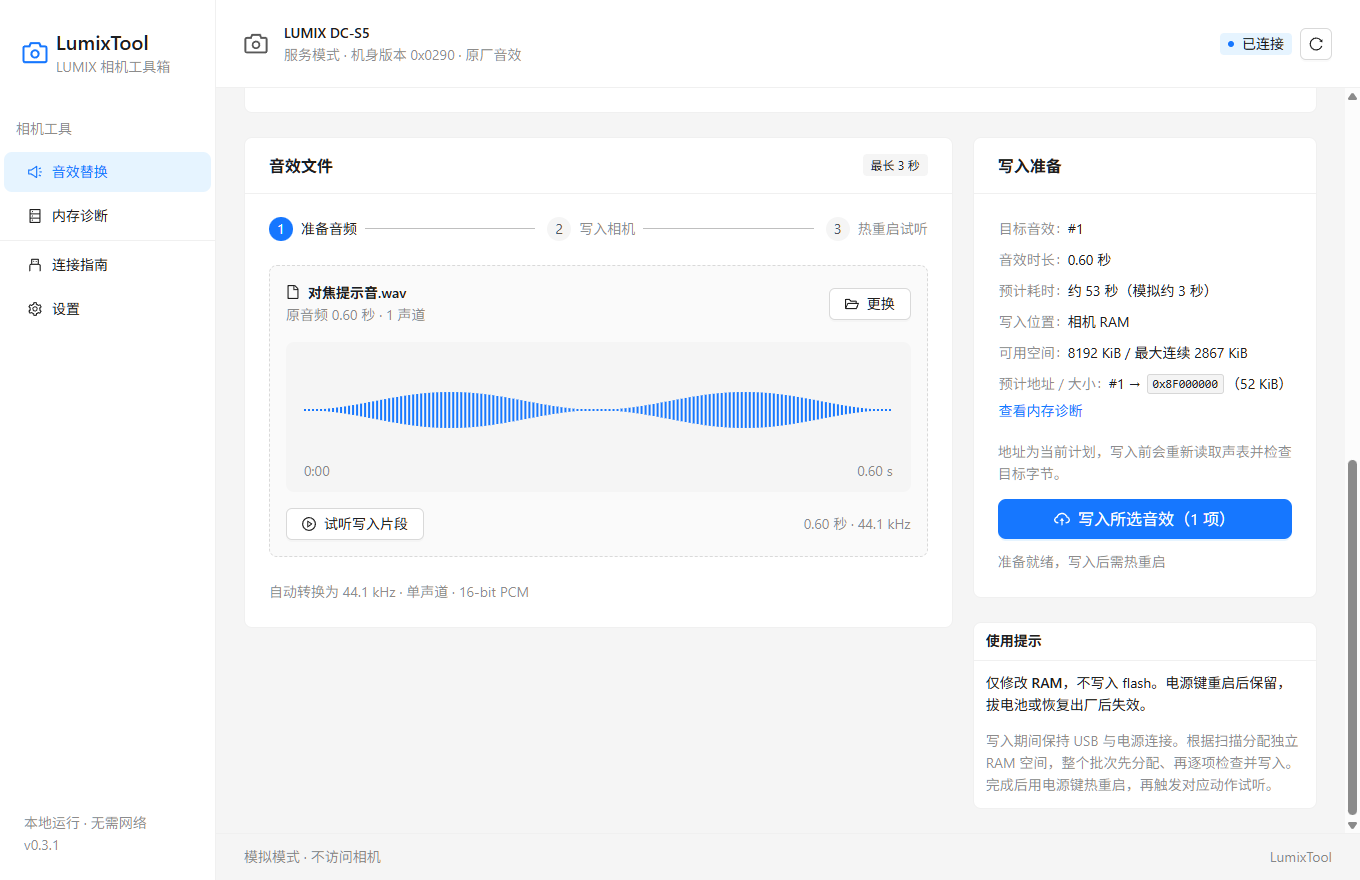 LumixTool
LUMIX 相机工具箱
相机工具
音效替换
内存诊断
连接指南
设置
本地运行 · 无需网络
v0.3.1
LUMIX DC-S5
服务模式 · 机身版本 0x0290 · 原厂音效
已连接
音效文件
最长 3 秒
1 准备音频
2 写入相机
3 热重启试听
对焦提示音.wav
原音频 0.60 秒 · 1 声道
更换
0:00
0.60 s
试听写入片段
0.60 秒 · 44.1 kHz
自动转换为 44.1 kHz · 单声道 · 16-bit PCM
写入准备
目标音效：#1
音效时长：0.60 秒
预计耗时：约 53 秒（模拟约 3 秒）
写入位置：相机 RAM
可用空间：8192 KiB / 最大连续 2867 KiB
预计地址 / 大小：#1 → 0x8F000000 （52 KiB）
查看内存诊断
地址为当前计划，写入前会重新读取声表并检查
目标字节。
写入所选音效（1 项）
准备就绪，写入后需热重启
使用提示
仅修改 RAM，不写入 flash。电源键重启后保留，
拔电池或恢复出厂后失效。
写入期间保持 USB 与电源连接。根据扫描分配独立
RAM 空间，整个批次先分配、再逐项检查并写入。
完成后用电源键热重启，再触发对应动作试听。
模拟模式 · 不访问相机
LumixTool